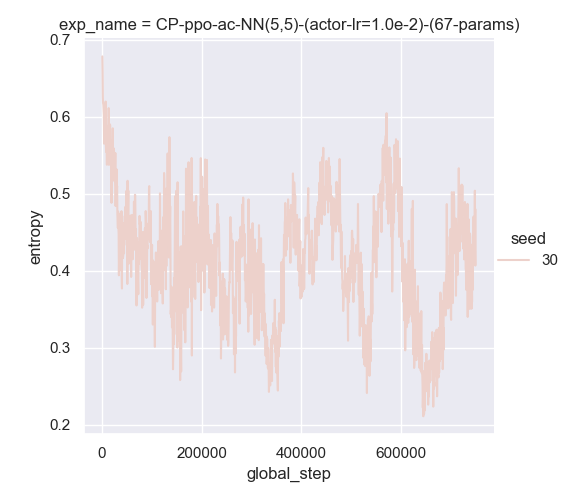 exp_name = CP-ppo-ac-NN(5,5)-(actor-lr=1.0e-2)-(67-params)
0.7
0.6
0.5
0.4
0.3
0.2
entropy
0
200000
400000
600000
global_step
seed
30